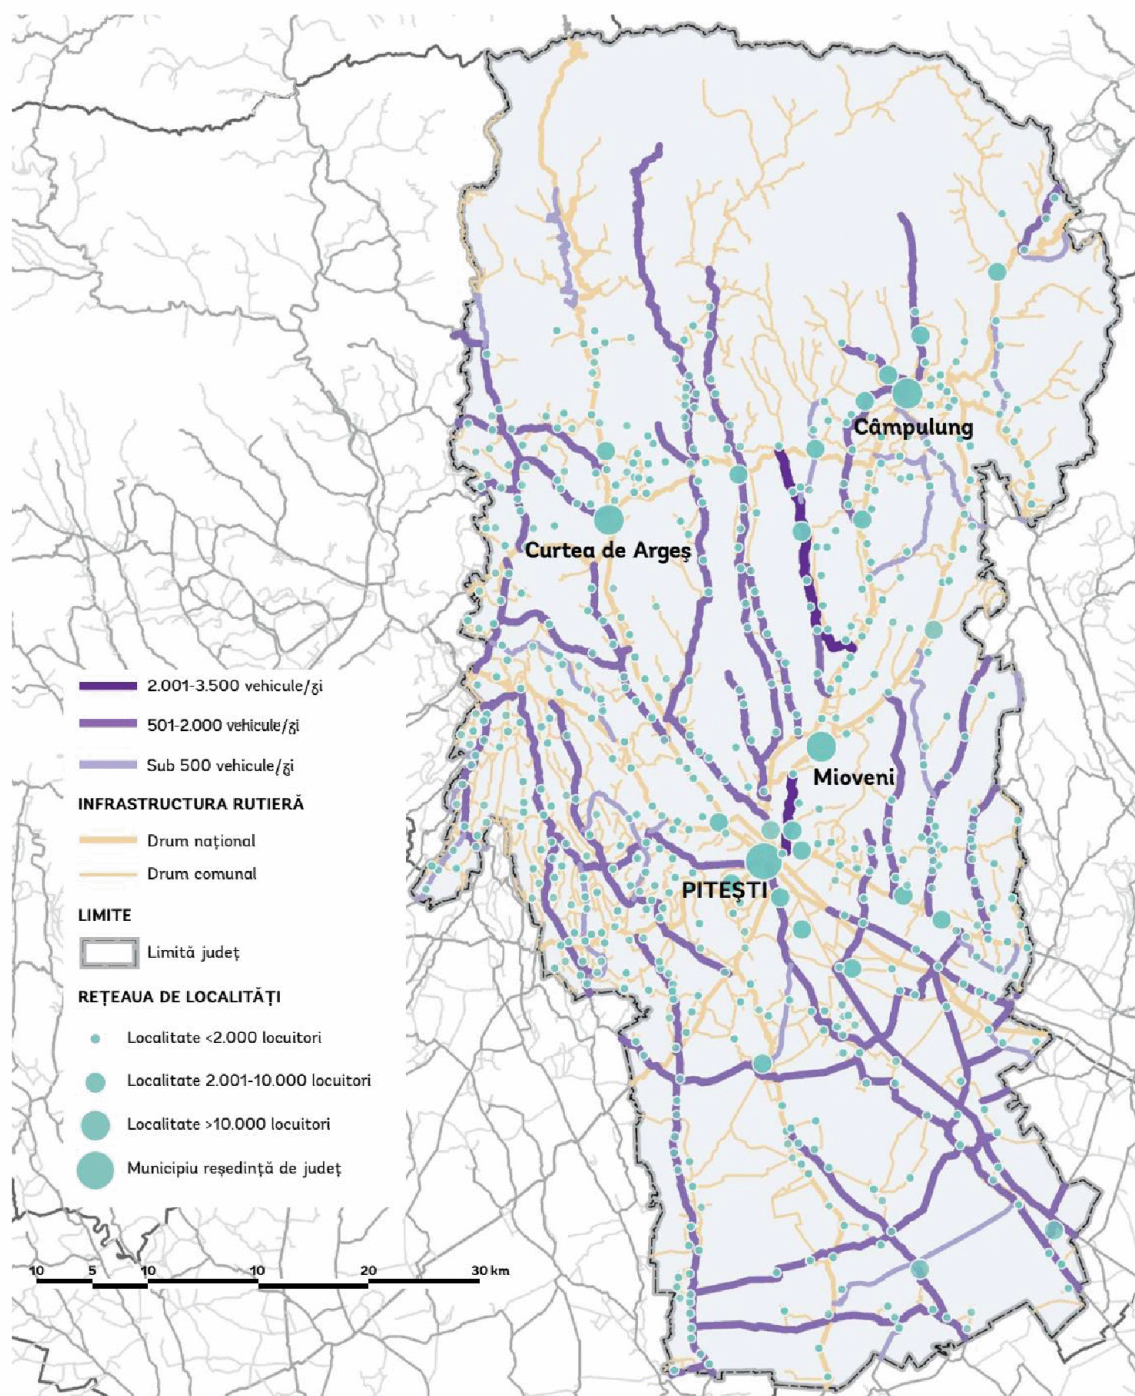 Câmpulung
Curtea de Argeş
2.001-3.500 vehicule/zi
501-2.000 vehicule/zi
Sub 500 vehicule/zi
INFRASTRUCTURA RUTIERĂ
Drum național
Drum comunal
LIMITE
Limită județ
REȚEAUA DE LOCALITĂȚI
Localitate <2.000 locuitori
Localitate 2.001-10.000 locuitori
Localitate >10.000 locuitori
Municipiu reședință de județ
Mioveni
PITEŞTI
10 5 10 10 20 30 km